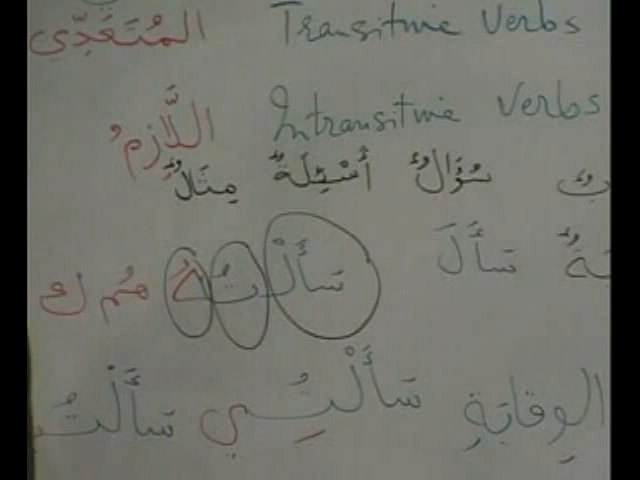 Transitive Verbs المُتَعَدِّي
Intransitive Verbs اللَّازِمُ
سُؤَالٌ أَسْئِلَةٌ مِثَالٌ
سَأَلَ سَأَلْتُهُ هُم كَ
الوِقَايَةِ سَأَلْتُنِي سَأَلْتُ